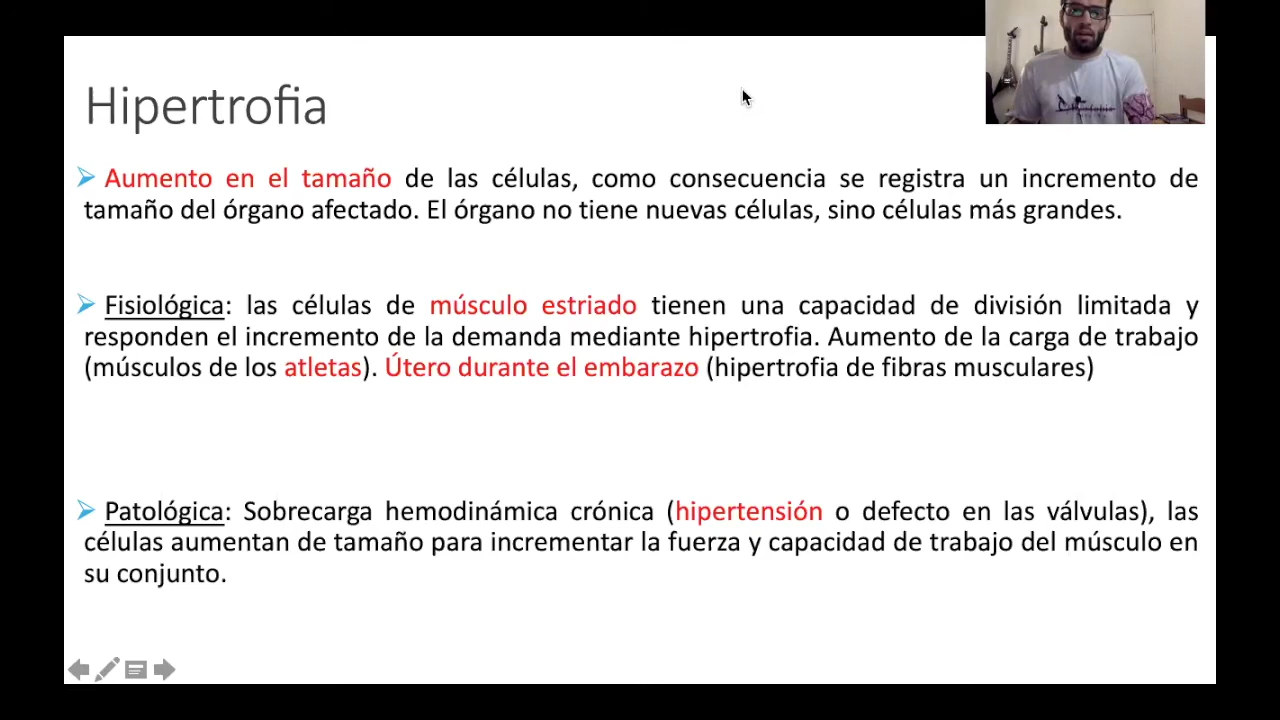 Hipertrofia
Aumento en el tamaño de las células, como consecuencia se registra un incremento de
tamaño del órgano afectado. El órgano no tiene nuevas células, sino células más grandes.
Fisiológica: las células de músculo estriado tienen una capacidad de división limitada y
responden el incremento de la demanda mediante hipertrofia. Aumento de la carga de trabajo
(músculos de los atletas). Útero durante el embarazo (hipertrofia de fibras musculares)
Patológica: Sobrecarga hemodinámica crónica (hipertensión o defecto en las válvulas), las
células aumentan de tamaño para incrementar la fuerza y capacidad de trabajo del músculo en
su conjunto.